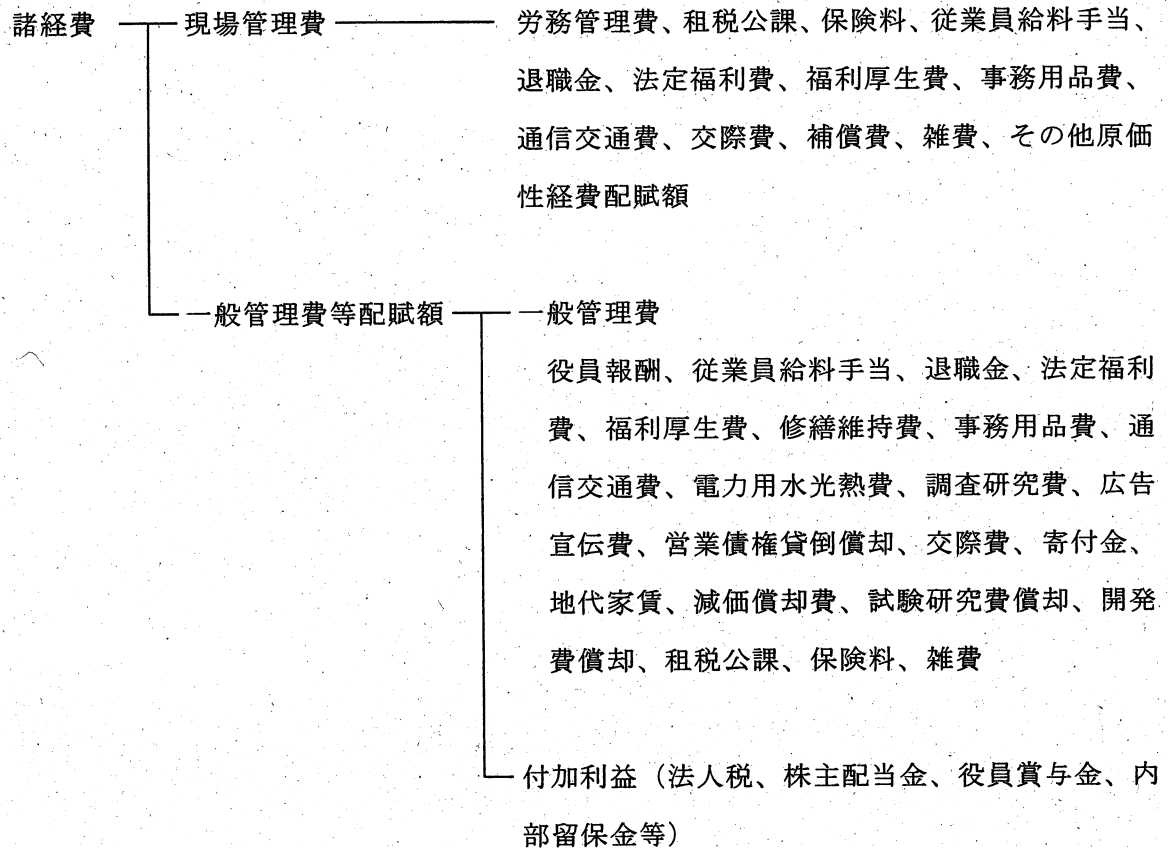 諸経費 現場管理費 労務管理費、租税公課、保険料、従業員給料手当、
退職金、法定福利費、福利厚生費、事務用品費、
通信交通費、交際費、補償費、雑費、その他原価
性経費配賦額
一般管理費等配賦額 一般管理費
役員報酬、従業員給料手当、退職金、法定福利
費、福利厚生費、修繕維持費、事務用品費、通
信交通費、電力用水光熱費、調査研究費、広告
宣伝費、営業債権貸倒償却、交際費、寄付金、
地代家賃、減価償却費、試験研究費償却、開発
費償却、租税公課、保険料、雑費
付加利益（法人税、株主配当金、役員賞与金、内
部留保金等）